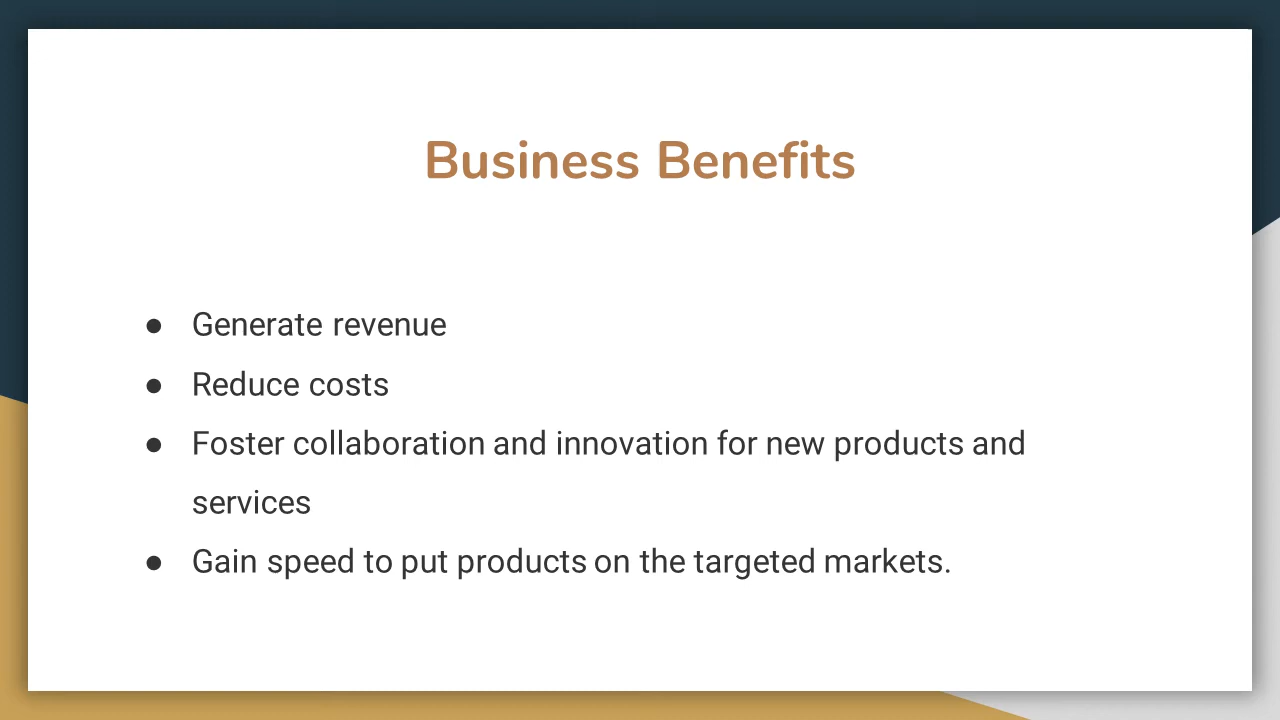 Business Benefits
● Generate revenue
● Reduce costs
● Foster collaboration and innovation for new products and
services
● Gain speed to put products on the targeted markets.